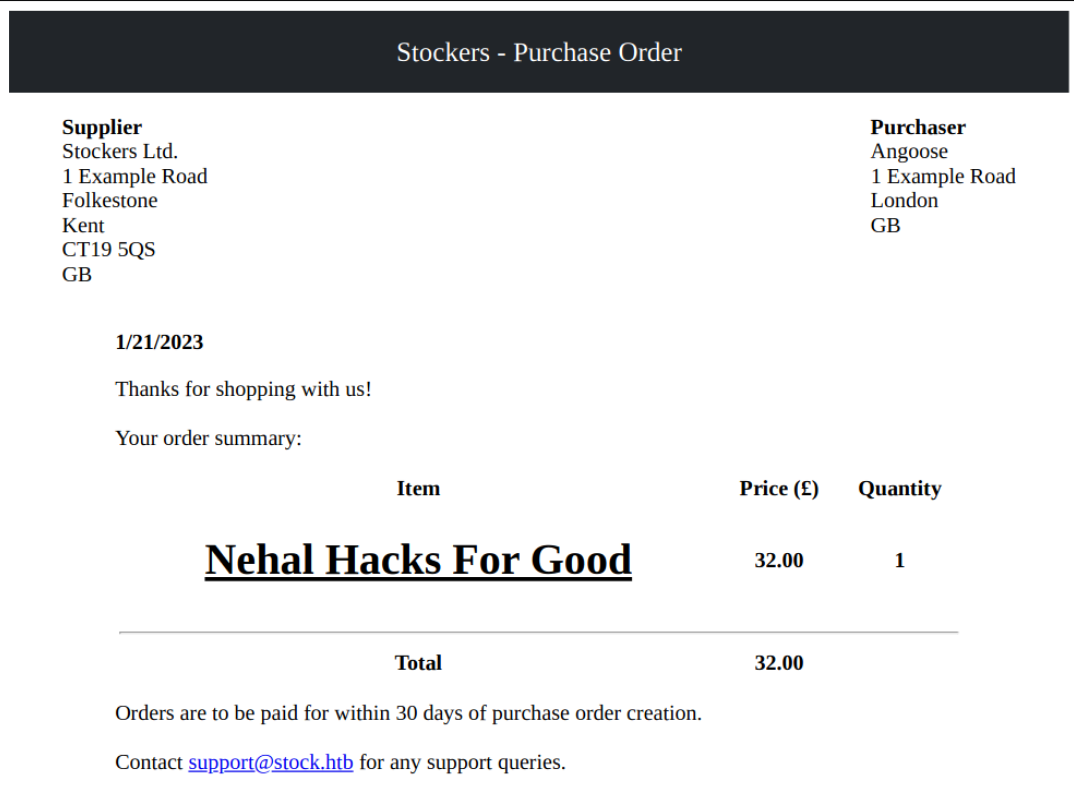 Stockers - Purchase Order
Supplier
Stockers Ltd.
1 Example Road
Folkestone
Kent
CT19 5QS
GB
Purchaser
Angoose
1 Example Road
London
GB
1/21/2023
Thanks for shopping with us!
Your order summary:
Item Price (£) Quantity
Nehal Hacks For Good 32.00 1
Total 32.00
Orders are to be paid for within 30 days of purchase order creation.
Contact support@stock.htb for any support queries.